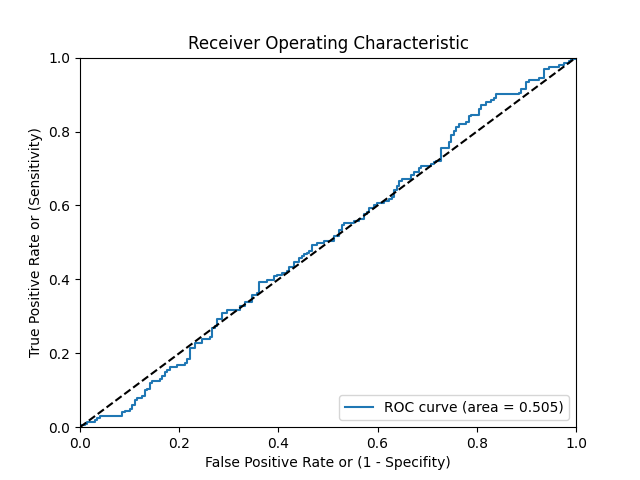 Receiver Operating Characteristic
True Positive Rate or (Sensitivity)
1.0
0.8
0.6
0.4
0.2
0.0
ROC curve (area = 0.505)
0.0 0.2 0.4 0.6 0.8 1.0
False Positive Rate or (1 - Specifity)